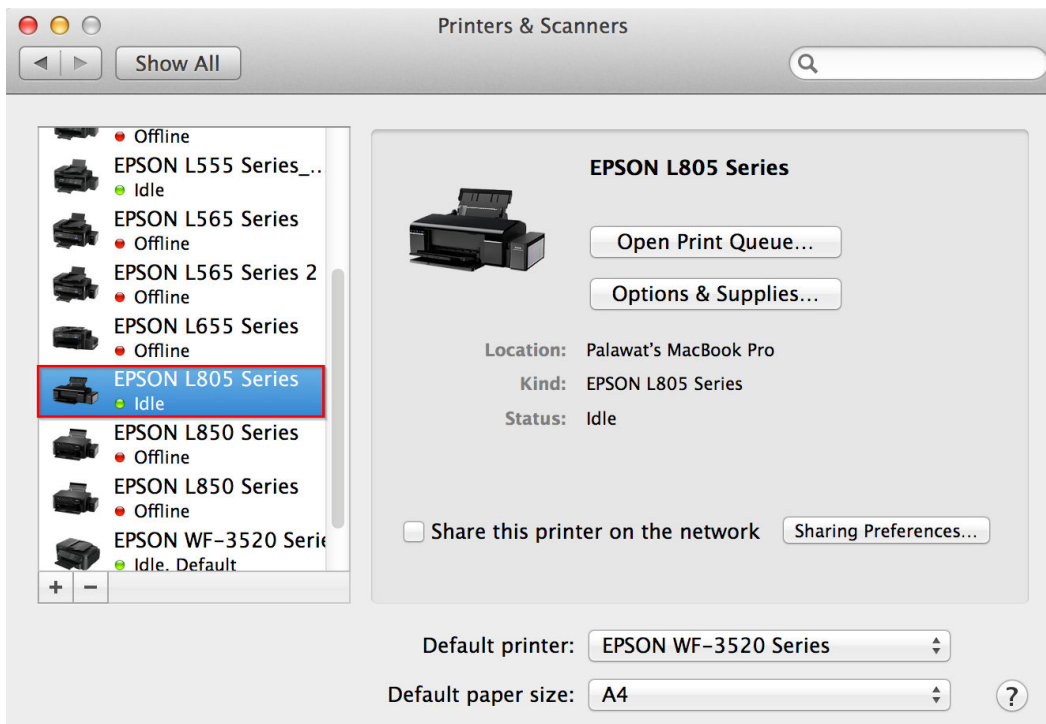 Printers & Scanners
Show All
Offline
EPSON L555 Series_...
Idle
EPSON L565 Series
Offline
EPSON L565 Series 2
Offline
EPSON L655 Series
Offline
EPSON L805 Series
Idle
EPSON L850 Series
Offline
EPSON L850 Series
Offline
EPSON WF-3520 Serie
Idle, Default
+ −
EPSON L805 Series
Open Print Queue...
Options & Supplies...
Location: Palawat's MacBook Pro
Kind: EPSON L805 Series
Status: Idle
Share this printer on the network Sharing Preferences...
Default printer: EPSON WF-3520 Series
Default paper size: A4
?